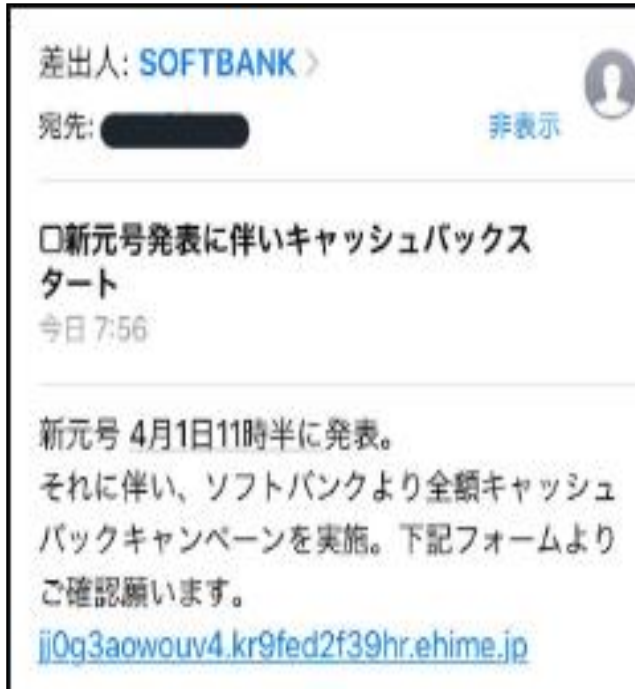 差出人: SOFTBANK >
宛先:
非表示
□新元号発表に伴いキャッシュバックス
タート
今日 7:56
新元号 4月1日11時半に発表。
それに伴い、ソフトバンクより全額キャッシュ
バックキャンペーンを実施。下記フォームより
ご確認願います。
jj0g3aowouv4.kr9fed2f39hr.ehime.jp